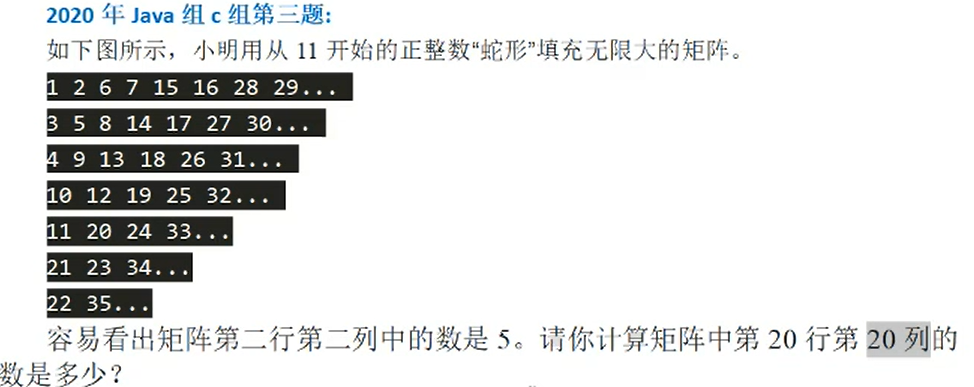 2020 年 Java 组 c 组第三题:
如下图所示，小明用从 11 开始的正整数“蛇形”填充无限大的矩阵。
1 2 6 7 15 16 28 29...
3 5 8 14 17 27 30...
4 9 13 18 26 31...
10 12 19 25 32...
11 20 24 33...
21 23 34...
22 35...
容易看出矩阵第二行第二列中的数是 5。请你计算矩阵中第 20 行第 20 列的
数是多少？